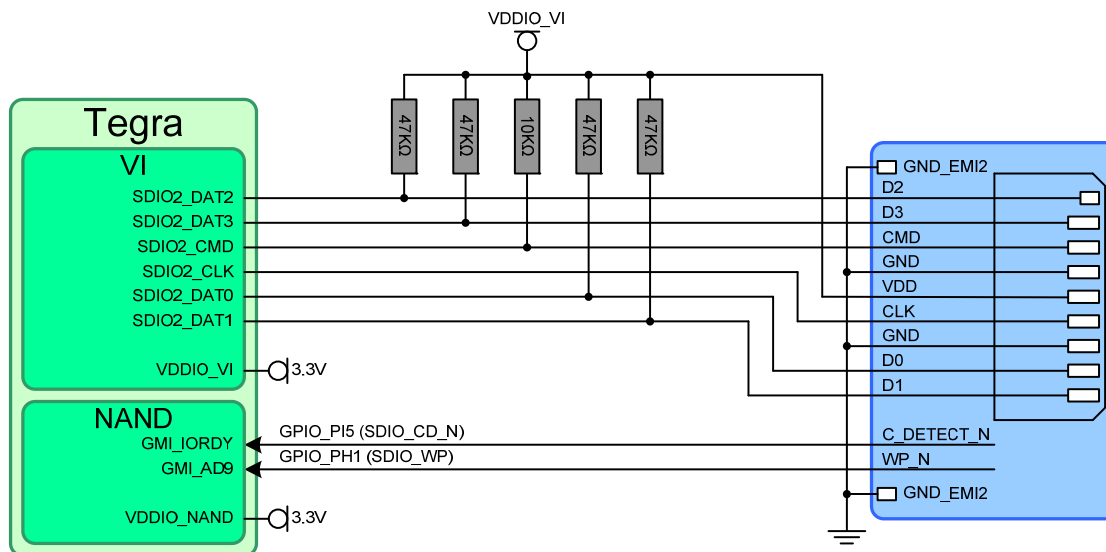 VDDIO_VI
47KΩ
47KΩ
10KΩ
47KΩ
47KΩ
Tegra
VI
SDIO2_DAT2
SDIO2_DAT3
SDIO2_CMD
SDIO2_CLK
SDIO2_DAT0
SDIO2_DAT1
VDDIO_VI
3.3V
NAND
GMI_IORDY
GMI_AD9
VDDIO_NAND
3.3V
GPIO_PI5 (SDIO_CD_N)
GPIO_PH1 (SDIO_WP)
GND_EMI2
D2
D3
CMD
GND
VDD
CLK
GND
D0
D1
C_DETECT_N
WP_N
GND_EMI2